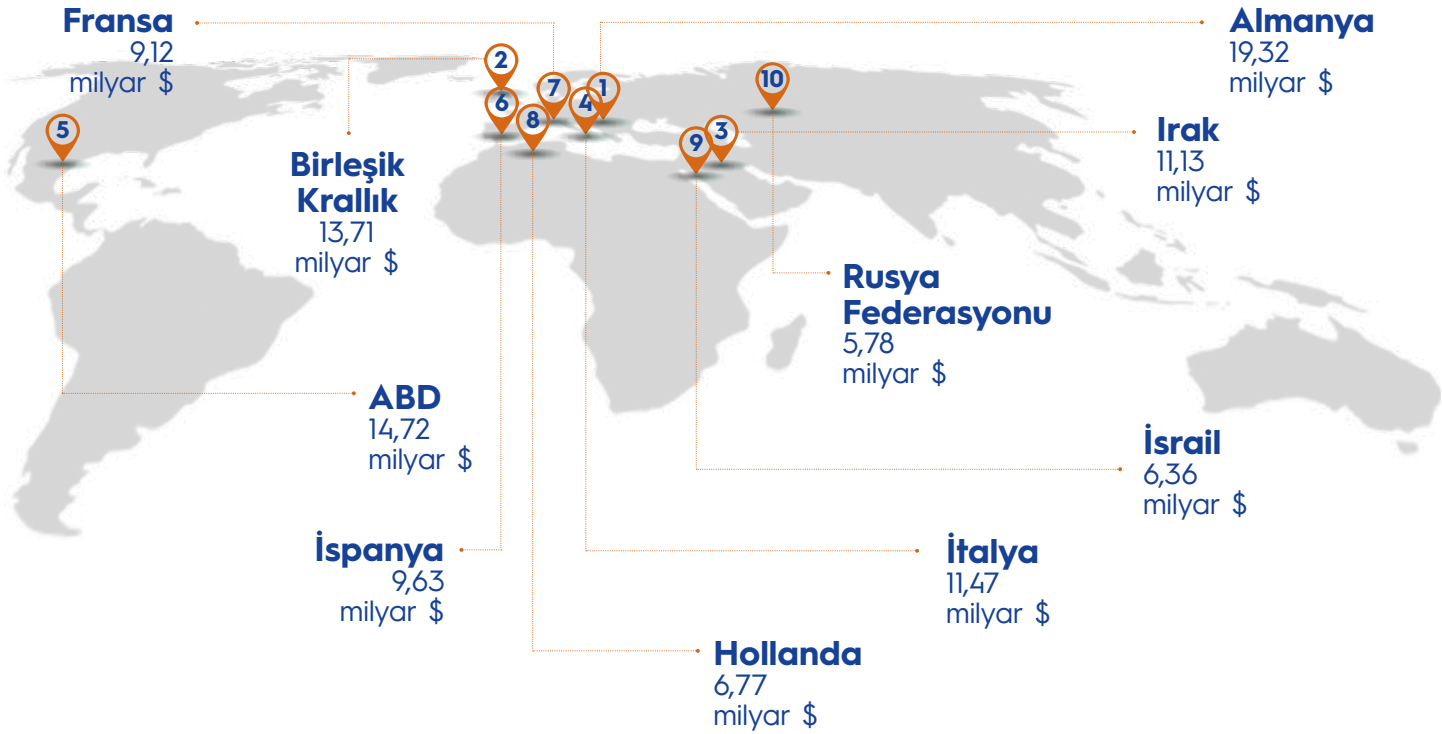 Fransa
9,12
milyar $
Almanya
19,32
milyar $
2
10
7
1
6
4
8
5
3
9
Irak
11,13
milyar $
Birleşik
Krallık
13,71
milyar $
Rusya
Federasyonu
5,78
milyar $
ABD
14,72
milyar $
İsrail
6,36
milyar $
İspanya
9,63
milyar $
İtalya
11,47
milyar $
Hollanda
6,77
milyar $